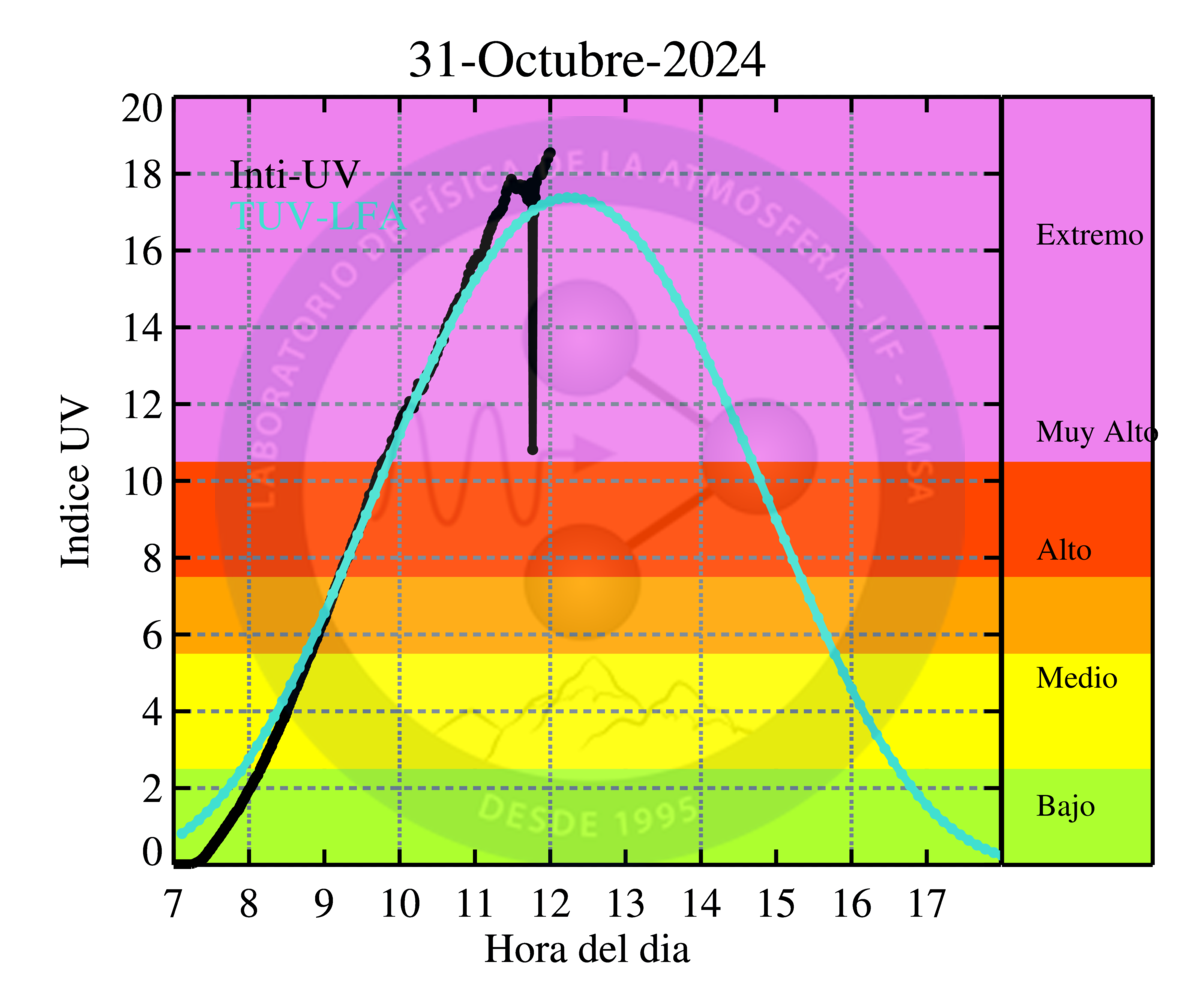 31-Octubre-2024
Indice UV
20
18
16
14
12
10
8
6
4
2
0
Inti-UV
TUV-LFA
LABORATORIO DE FÍSICA DE LA ATMÓSFERA - IIF - UMSA
DESDE 1995
Extremo
Muy Alto
Alto
Medio
Bajo
7 8 9 10 11 12 13 14 15 16 17
Hora del dia